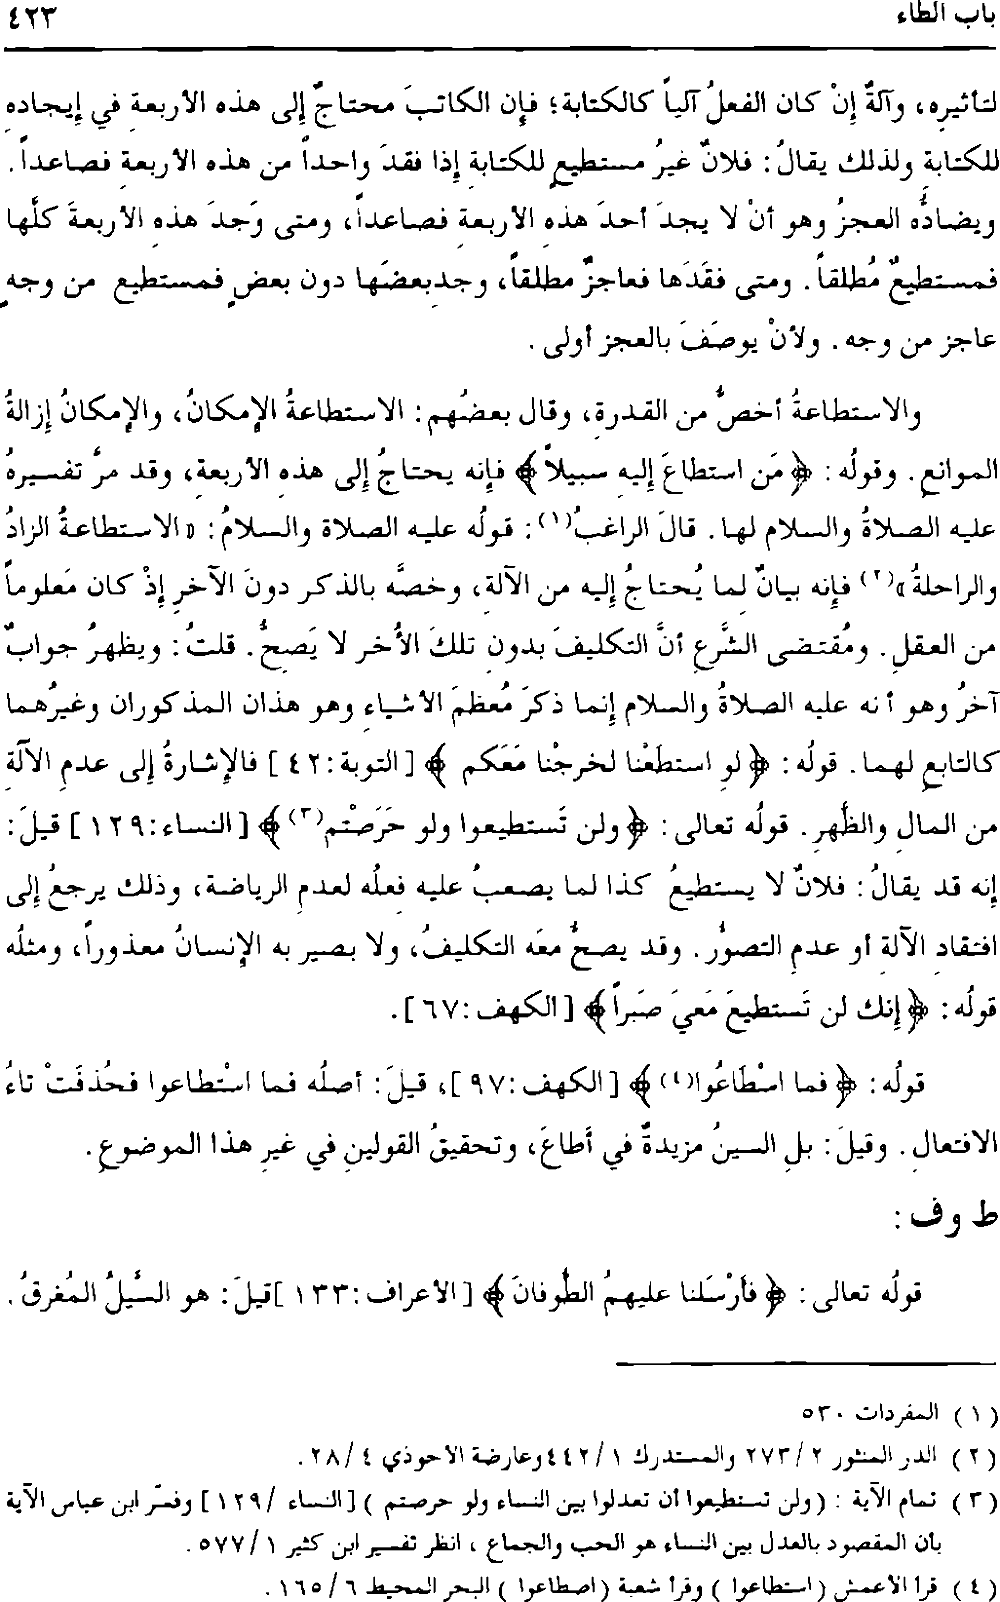 باب الطاء ٤٢٣
لتأثيرِه، وآلةٌ إنْ كان الفعلُ آلياً كالكتابة؛ فإن الكاتبَ محتاجٌ إلى هذه الأربعةِ في إيجادهِ
للكتابةِ ولذلك يقالُ: فلانٌ غيرُ مستطيعٍ للكتابة إذا فقدَ واحداً من هذه الأربعةِ فصاعداً.
ويضادُّه العجزُ وهو أنْ لا يجدَ أحدَ هذهِ الأربعةِ فصاعداً، ومتى وَجدَ هذهِ الأربعةَ كلَّها
فمستطيعٌ مُطلقاً. ومتى فقَدَها فعاجزٌ مطلقاً، وجدبعضَها دون بعضٍ فمستطيع من وجهٍ
عاجز من وجه. ولأنْ يوصَفَ بالعجز أولى.
والاستطاعةُ أخصُّ من القدرةِ، وقال بعضُهم: الاستطاعةُ الإمكانُ، والإمكانُ إزالةُ
الموانع. وقولُه: ﴿مَن استطاعَ إليهِ سبيلاً﴾ فإنه يحتاجُ إلى هذهِ الأربعةِ، وقد مرَّ تفسيرهُ
عليه الصلاةُ والسلام لها. قالَ الراغبُ(١): قولُه عليه الصلاة والسلامُ: «الاستطاعةُ الزادُ
والراحلةُ»(٢) فإنه بيانٌ لما يُحتاجُ إليه من الآلة، وخصَّه بالذكر دونَ الآخرِ إذْ كان مَعلوماً
من العقلِ. ومُقتضى الشَّرعِ أنَّ التكليفَ بدونِ تلكَ الأُخر لا يَصحُّ. قلتُ: ويظهرُ جوابٌ
آخرُ وهو أنه عليه الصلاةُ والسلام إنما ذكرَ مُعظمَ الأشياءِ وهو هذان المذكوران وغيرُهما
كالتابع لهما. قولُه: ﴿لوِ استطَعْنا لخرجْنا مَعَكم﴾ [التوبة:٤٢] فالإشارةُ إلى عدمِ الآلةِ
من المالِ والظَّهرِ. قولُه تعالى: ﴿ولن تَستطيعوا ولو حَرَصْتم(٣)﴾ [النساء:١٢٩] قيلَ:
إنه قد يقالُ: فلانٌ لا يستطيعُ كذا لما يصعبُ عليه فعلُه لعدمِ الرياضة، وذلك يرجعُ إلى
افتقادِ الآلةِ أو عدمِ التصوُّر. وقد يصحُّ معَه التكليفُ، ولا يصير به الإنسانُ معذوراً، ومثلُه
قولُه: ﴿إنك لن تَستطيعَ مَعيَ صَبراً﴾ [الكهف:٦٧].
قولُه: ﴿فما اسْطَاعُوا(٤)﴾ [الكهف:٩٧]، قيلَ: أصلُه فما اسْتطاعوا فحُذفَتْ تاءُ
الافتعالِ. وقيلَ: بلِ السينُ مزيدةٌ في أطاعَ، وتحقيقُ القولينِ في غيرِ هذا الموضوعِ.
ط و ف:
قولُه تعالى: ﴿فأَرْسَلنا عليهمُ الطُّوفانَ﴾ [الأعراف:١٣٣]قيلَ: هو السَّيلُ المُغرقُ.
(١) المفردات ٥٣٠
(٢) الدر المنثور ٢/ ٢٧٣ والمستدرك ١/ ٤٤٢وعارضة الأحوذي ٤/ ٢٨.
(٣) تمام الآية: (ولن تستطيعوا أن تعدلوا بين النساء ولو حرصتم) [النساء /١٢٩] وفسّر ابن عباس الآية
بأن المقصود بالعدل بين النساء هو الحب والجماع، انظر تفسير ابن كثير ١/ ٥٧٧.
(٤) قرأ الأعمش (استطاعوا) وقرأ شعبة (اصطاعوا) البحر المحيط ٦/ ١٦٥.